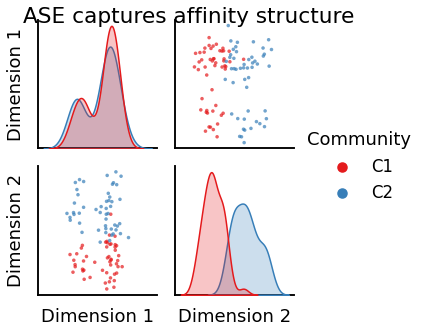 ASE captures affinity structure
Dimension 1
Community
C1
C2
Dimension 2
Dimension 1
Dimension 2